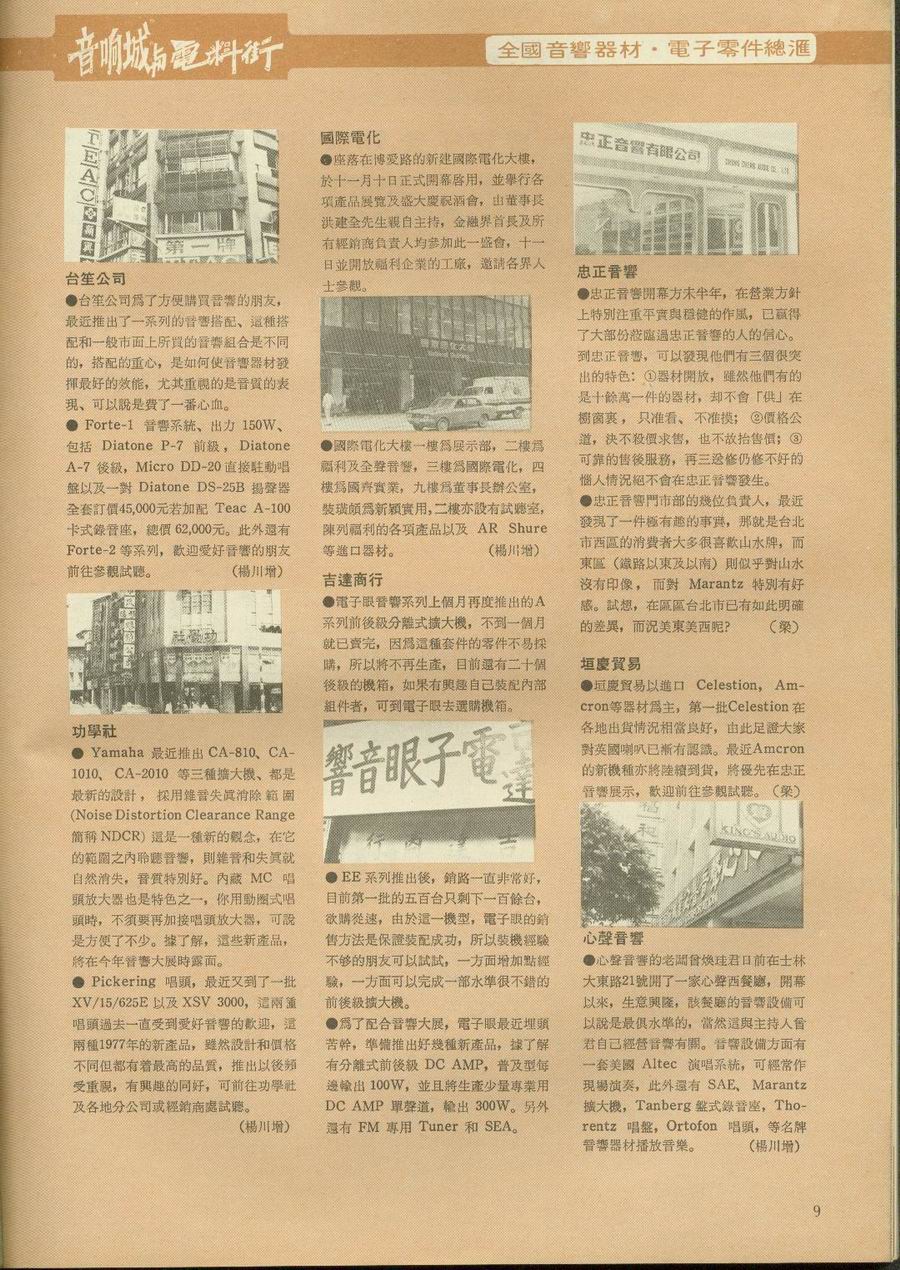 音响城与電料街
全國音響器材・電子零件總滙
TEAC
第一牌
台笙公司
●台笙公司爲了方便購買音響的朋友，
最近推出了一系列的音響搭配、這種搭
配和一般市面上所買的音響組合是不同
的，搭配的重心，是如何使音響器材發
揮最好的效能，尤其重視的是音質的表
現、可以說是費了一番心血。
● Forte-1 音響系統、出力 150W、
包括 Diatone P-7 前級，Diatone
A-7 後級，Micro DD-20 直接駐動唱
盤以及一對 Diatone DS-25B 揚聲器
全套訂價45,000元若加配 Teac A-100
卡式錄音座，總價 62,000元。此外還有
Forte-2 等系列，歡迎愛好音響的朋友
前往參觀試聽。 （楊川增）
功學社
功學社
● Yamaha 最近推出 CA-810、CA-
1010、 CA-2010 等三種擴大機、都是
最新的設計， 採用雜音失眞消除範圍
(Noise Distortion Clearance Range
簡稱 NDCR) 這是一種新的觀念，在它
的範圍之內聆聽音響，則雜音和失眞就
自然消失，音質特別好。內藏 MC 唱
頭放大器也是特色之一，你用動圈式唱
頭時，不須要再加接唱頭放大器，可說
是方便了不少。據了解，這些新產品，
將在今年音響大展時露面。
● Pickering 唱頭，最近又到了一批
XV/15/625E 以及 XSV 3000，這兩種
唱頭過去一直受到愛好音響的歡迎，這
兩種1977年的新產品，雖然設計和價格
不同但都有着最高的品質，推出以後頗
受重視，有興趣的同好，可前往功學社
及各地分公司或經銷商處試聽。
（楊川增）
國際電化
●座落在博愛路的新建國際電化大樓，
於十一月十日正式開幕啓用，並舉行各
項產品展覽及盛大慶祝酒會，由董事長
洪建全先生親自主持，金融界首長及所
有經銷商負責人均參加此一盛會，十一
日並開放福利企業的工廠，邀請各界人
士參觀。
●國際電化大樓一樓爲展示部，二樓爲
福利及全聲音響，三樓爲國際電化，四
樓爲國齊實業，九樓爲董事長辦公室，
裝璜頗爲新穎實用，二樓亦設有試聽室，
陳列福利的各項產品以及 AR Shure
等進口器材。 （楊川增）
吉達商行
●電子眼音響系列上個月再度推出的A
系列前後級分離式擴大機，不到一個月
就已賣完，因爲這種套件的零件不易採
購，所以將不再生產，目前還有二十個
後級的機箱，如果有興趣自己裝配內部
組件者，可到電子眼去選購機箱。
響音眼子電
達
● EE 系列推出後，銷路一直非常好，
目前第一批的五百台只剩下一百餘台，
欲購從速，由於這一機型，電子眼的銷
售方法是保證裝配成功，所以裝機經驗
不够的朋友可以試試，一方面增加點經
驗，一方面可以完成一部水準很不錯的
前後級擴大機。
●爲了配合音響大展，電子眼最近埋頭
苦幹，準備推出好幾種新產品，據了解
有分離式前後級 DC AMP，普及型每
邊輸出 100W，並且將生產少量專業用
DC AMP 單聲道，輸出 300W。另外
還有 FM 專用 Tuner 和 SEA。
忠正音響有限公司
CHUNG CHENG AUDIO CO., LTD.
忠正音響
●忠正音響開幕方未半年，在營業方針
上特別注重平實與穩健的作風，已贏得
了大部份蒞臨過忠正音響的人的信心。
到忠正音響，可以發現他們有三個很突
出的特色：①器材開放，雖然他們有的
是十餘萬一件的器材，却不會「供」在
櫥窗裏，只准看、不准摸；②價格公
道，決不殺價求售，也不故抬售價；③
可靠的售後服務，再三送修仍修不好的
惱人情況絕不會在忠正音響發生。
●忠正音響門市部的幾位負責人，最近
發現了一件極有趣的事實，那就是台北
市西區的消費者大多很喜歡山水牌，而
東區（鐵路以東及以南）則似乎對山水
沒有印像，而對 Marantz 特別有好
感。試想，在區區台北市已有如此明確
的差異，而況美東美西呢？ （梁）
垣慶貿易
●垣慶貿易以進口 Celestion， Am-
cron等器材爲主，第一批Celestion 在
各地出貨情況相當良好，由此足證大家
對英國喇叭已漸有認識。最近Amcron
的新機種亦將陸續到貨，將優先在忠正
音響展示，歡迎前往參觀試聽。（梁）
KING'S AUDIO
心聲音響
●心聲音響的老闆曾煥珪君日前在士林
大東路21號開了一家心聲西餐廳，開幕
以來，生意興隆，該餐廳的音響設備可
以說是最俱水準的，當然這與主持人曾
君自己經營音響有關。音響設備方面有
一套美國 Altec 演唱系統，可經常作
現場演奏，此外還有 SAE、 Marantz
擴大機，Tanberg 盤式錄音座，Tho-
rentz 唱盤，Ortofon 唱頭，等名牌
音響器材播放音樂。 （楊川增）
9